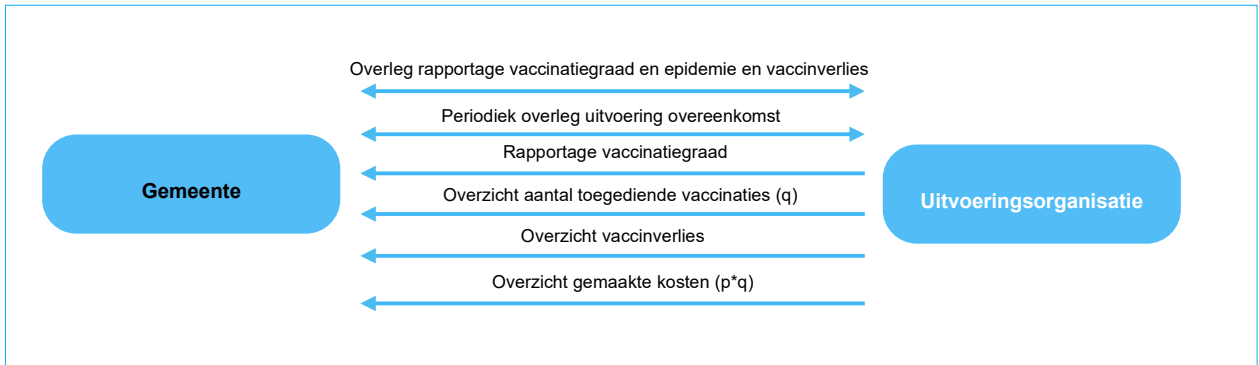 Overleg rapportage vaccinatiegraad en epidemie en vaccinverlies
Periodiek overleg uitvoering overeenkomst
Rapportage vaccinatiegraad
Gemeente
Overzicht aantal toegediende vaccinaties (q)
Uitvoeringsorganisatie
Overzicht vaccinverlies
Overzicht gemaakte kosten (p*q)